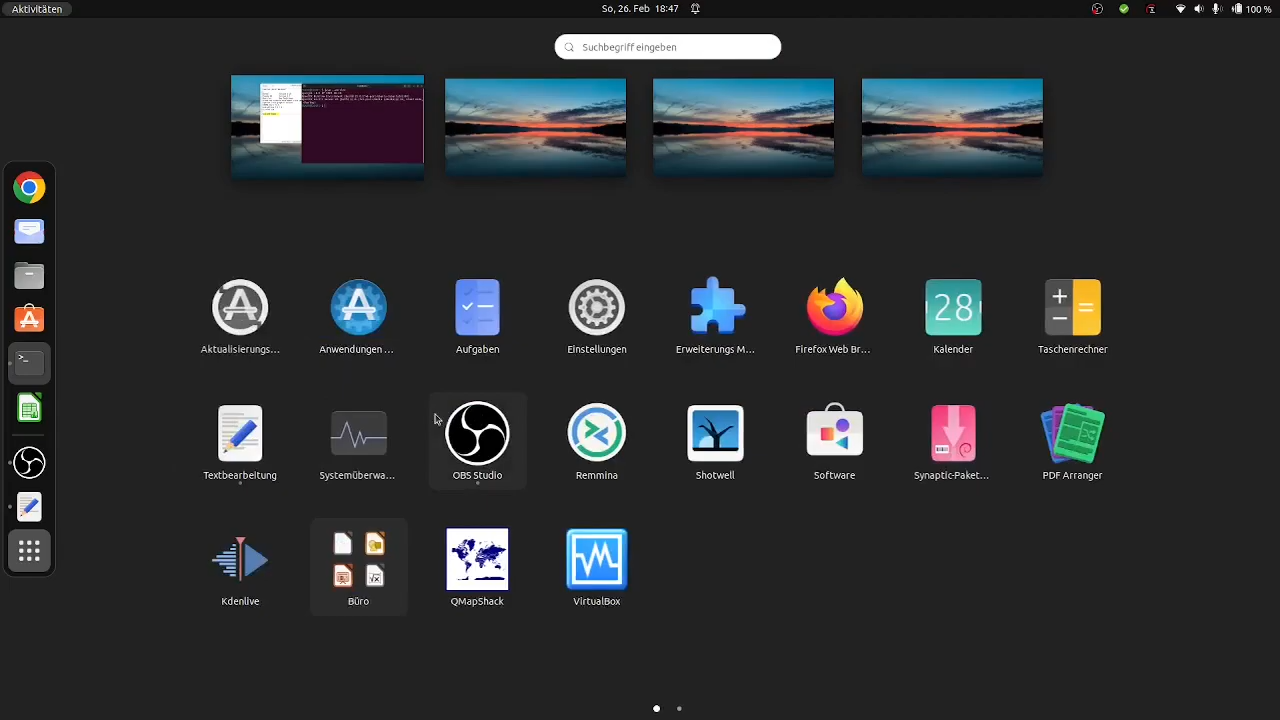 Aktivitäten
So, 26. Feb 18:47
100 %
Suchbegriff eingeben
Aktualisierungs...
Anwendungen ...
Aufgaben
Einstellungen
Erweiterungs M...
Firefox Web Br...
28
Kalender
Taschenrechner
Textbearbeitung
Systemüberwa...
OBS Studio
Remmina
Shotwell
Software
Synaptic-Paket...
PDF Arranger
Kdenlive
Büro
QMapShack
VirtualBox